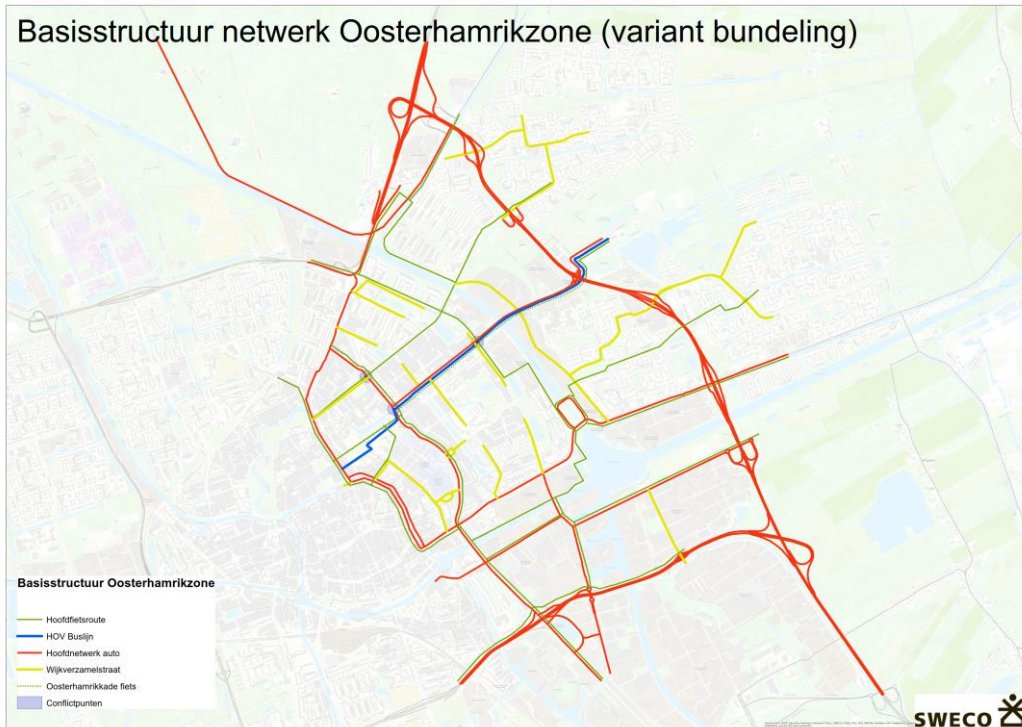 Basisstructuur netwerk Oosterhamrikzone (variant bundeling)
Basisstructuur Oosterhamrikzone
Hoofdfietsroute
HOV Buslijn
Hoofdnetwerk auto
Wijkverzamelstraat
Oosterhamrikkade fiets
Conflictpunten
SWECO